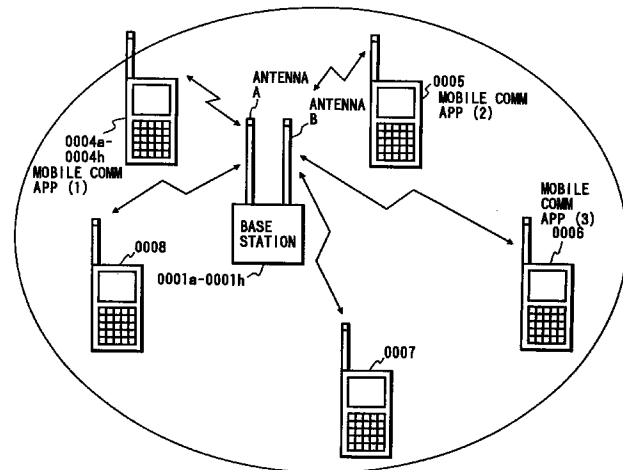 ANTENNA
A
ANTENNA
B
0005
MOBILE COMM
APP (2)
0004a-
0004h
MOBILE COMM
APP (1)
MOBILE
COMM
APP (3)
0006
BASE
STATION
0008
0001a-0001h
0007